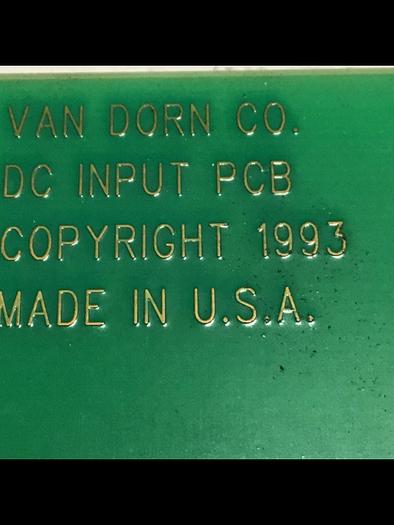 VAN DORN CO.
DC INPUT PCB
COPYRIGHT 1993
MADE IN U.S.A.